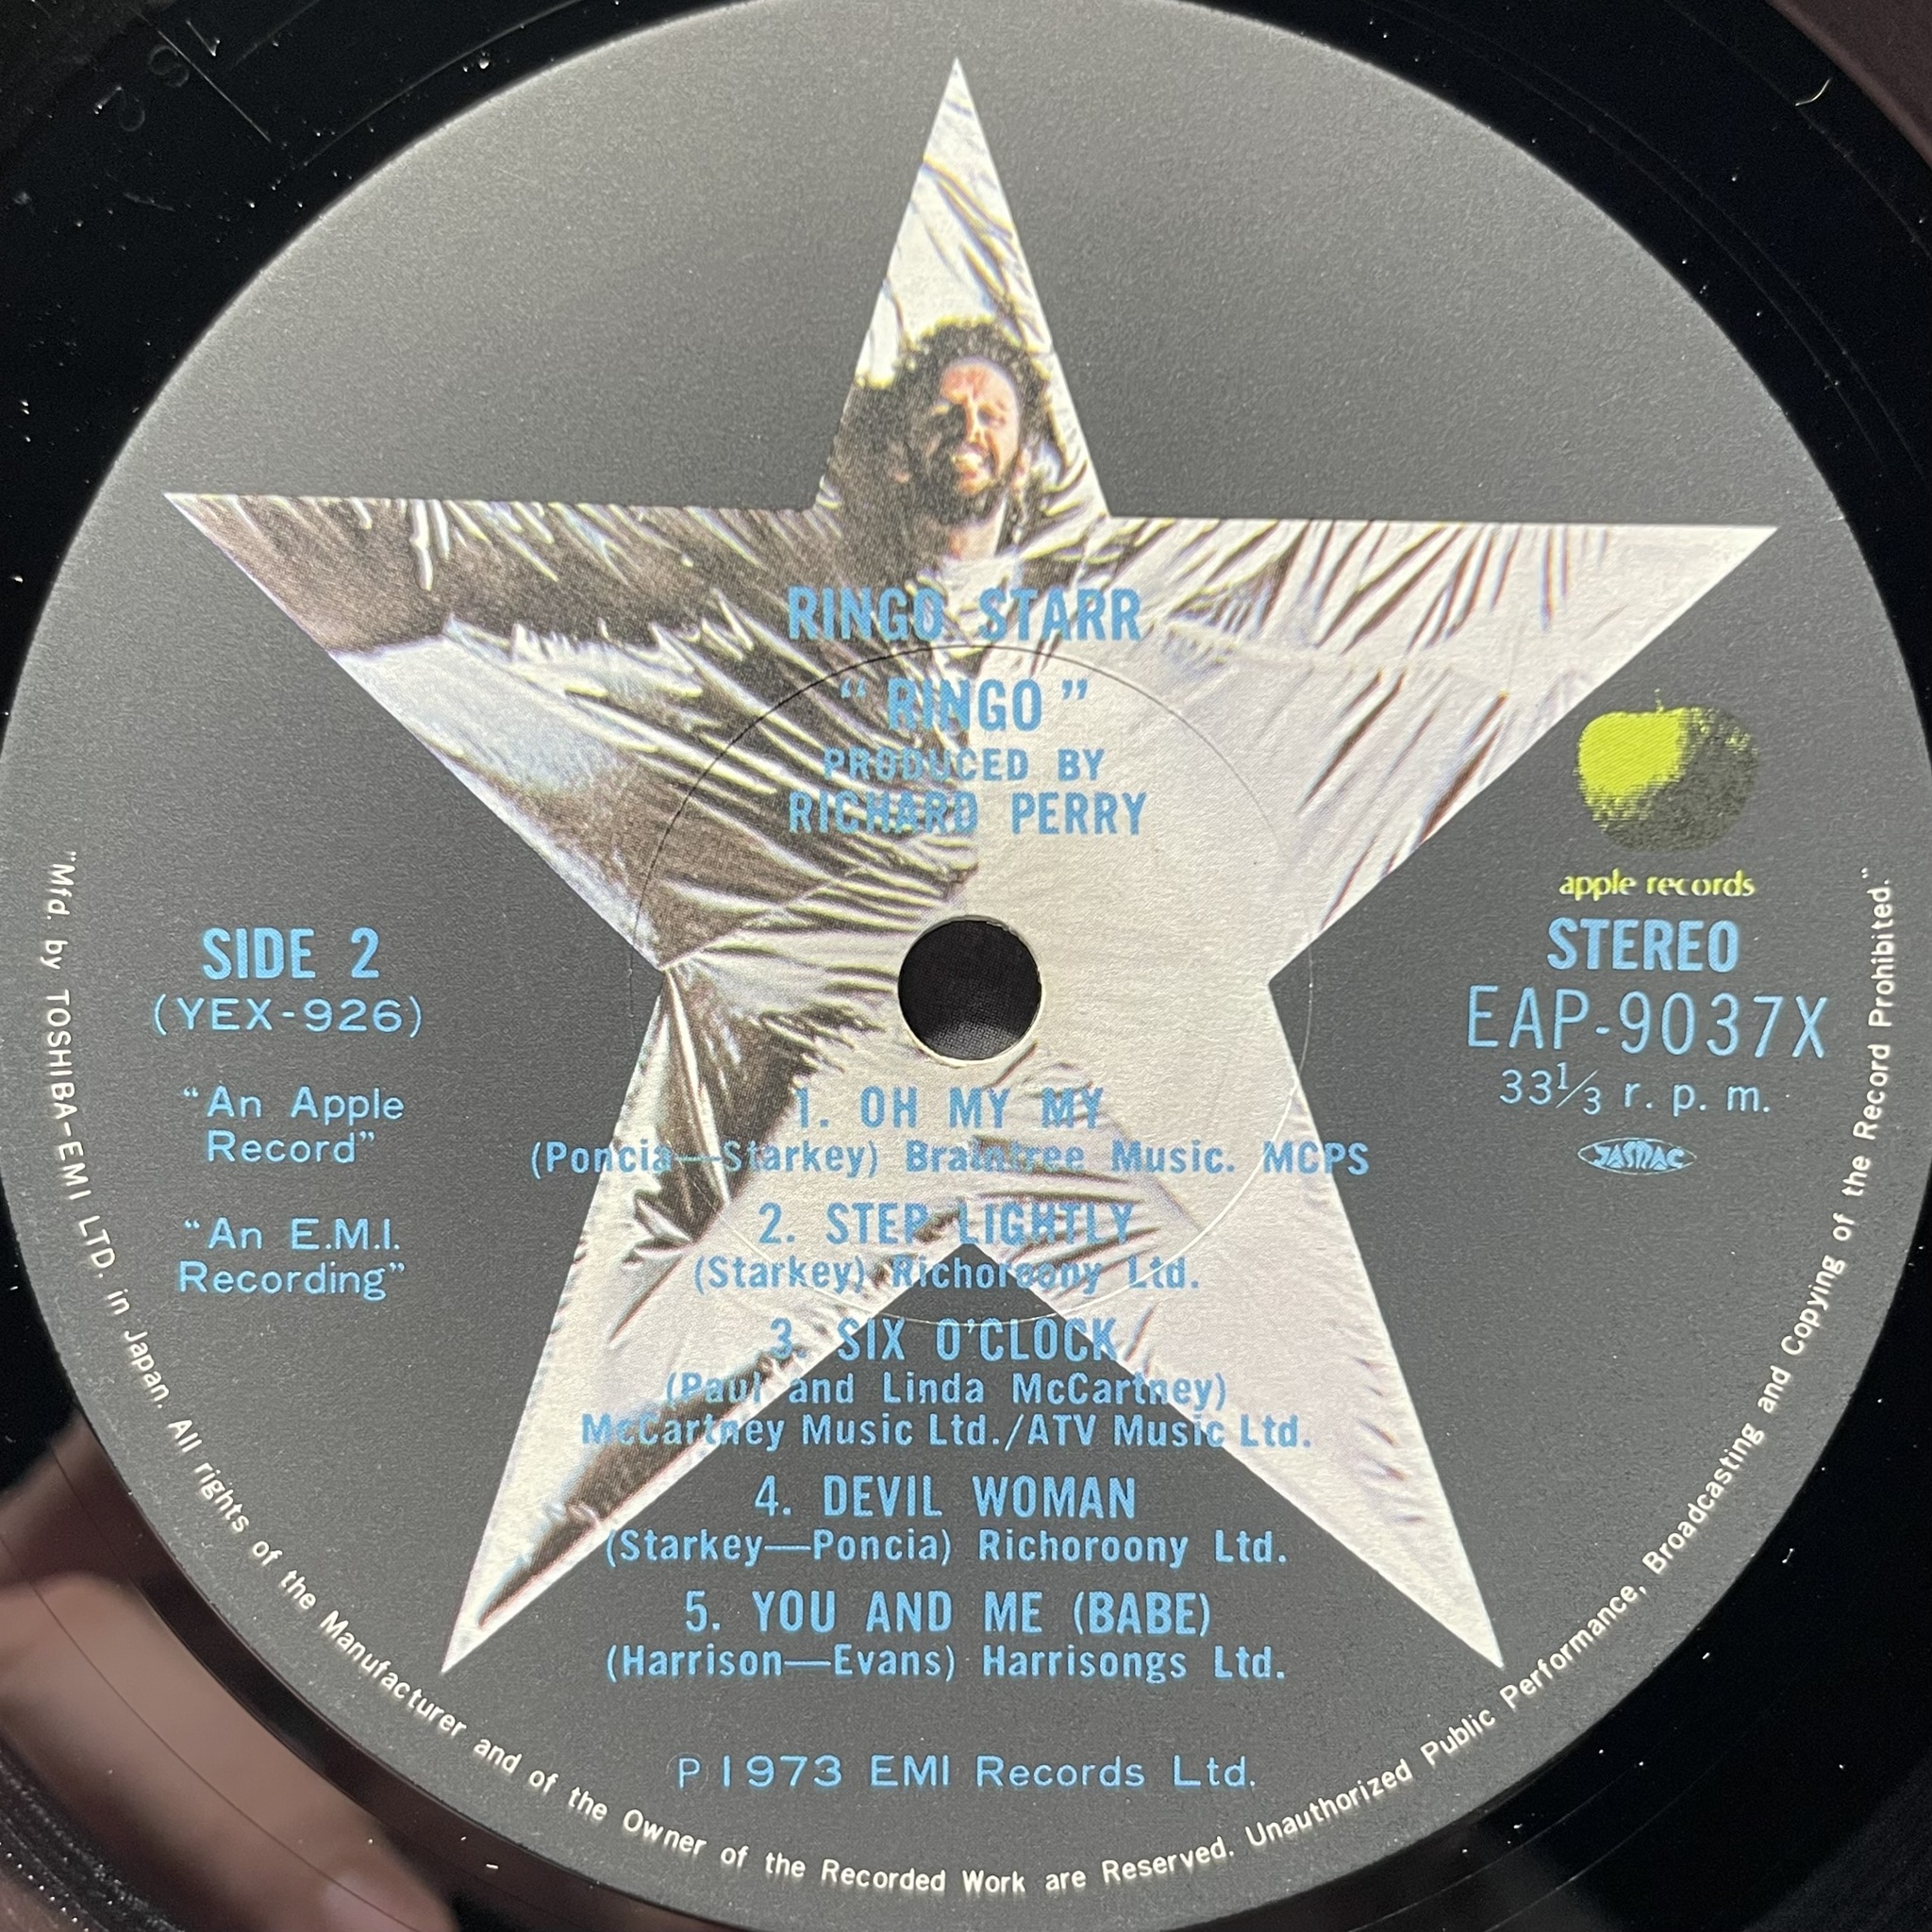 RINGO STARR
“RINGO”
PRODUCED BY
RICHARD PERRY
apple records
SIDE 2
(YEX-926)
“An Apple
Record”
“An E.M.I.
Recording”
STEREO
EAP-9037X
33⅓ r. p. m.
JASRAC
1. OH MY MY
(Poncia—Starkey) Braintree Music. MCPS
2. STEP LIGHTLY
(Starkey) Richoroony Ltd.
3. SIX O'CLOCK
(Paul and Linda McCartney)
McCartney Music Ltd./ATV Music Ltd.
4. DEVIL WOMAN
(Starkey—Poncia) Richoroony Ltd.
5. YOU AND ME (BABE)
(Harrison—Evans) Harrisongs Ltd.
P 1973 EMI Records Ltd.
"Mfd. by TOSHIBA-EMI LTD. in Japan. All rights of the Manufacturer and of the Owner of the Recorded Work are Reserved. Unauthorized Public Performance, Broadcasting and Copying of the Record Prohibited."